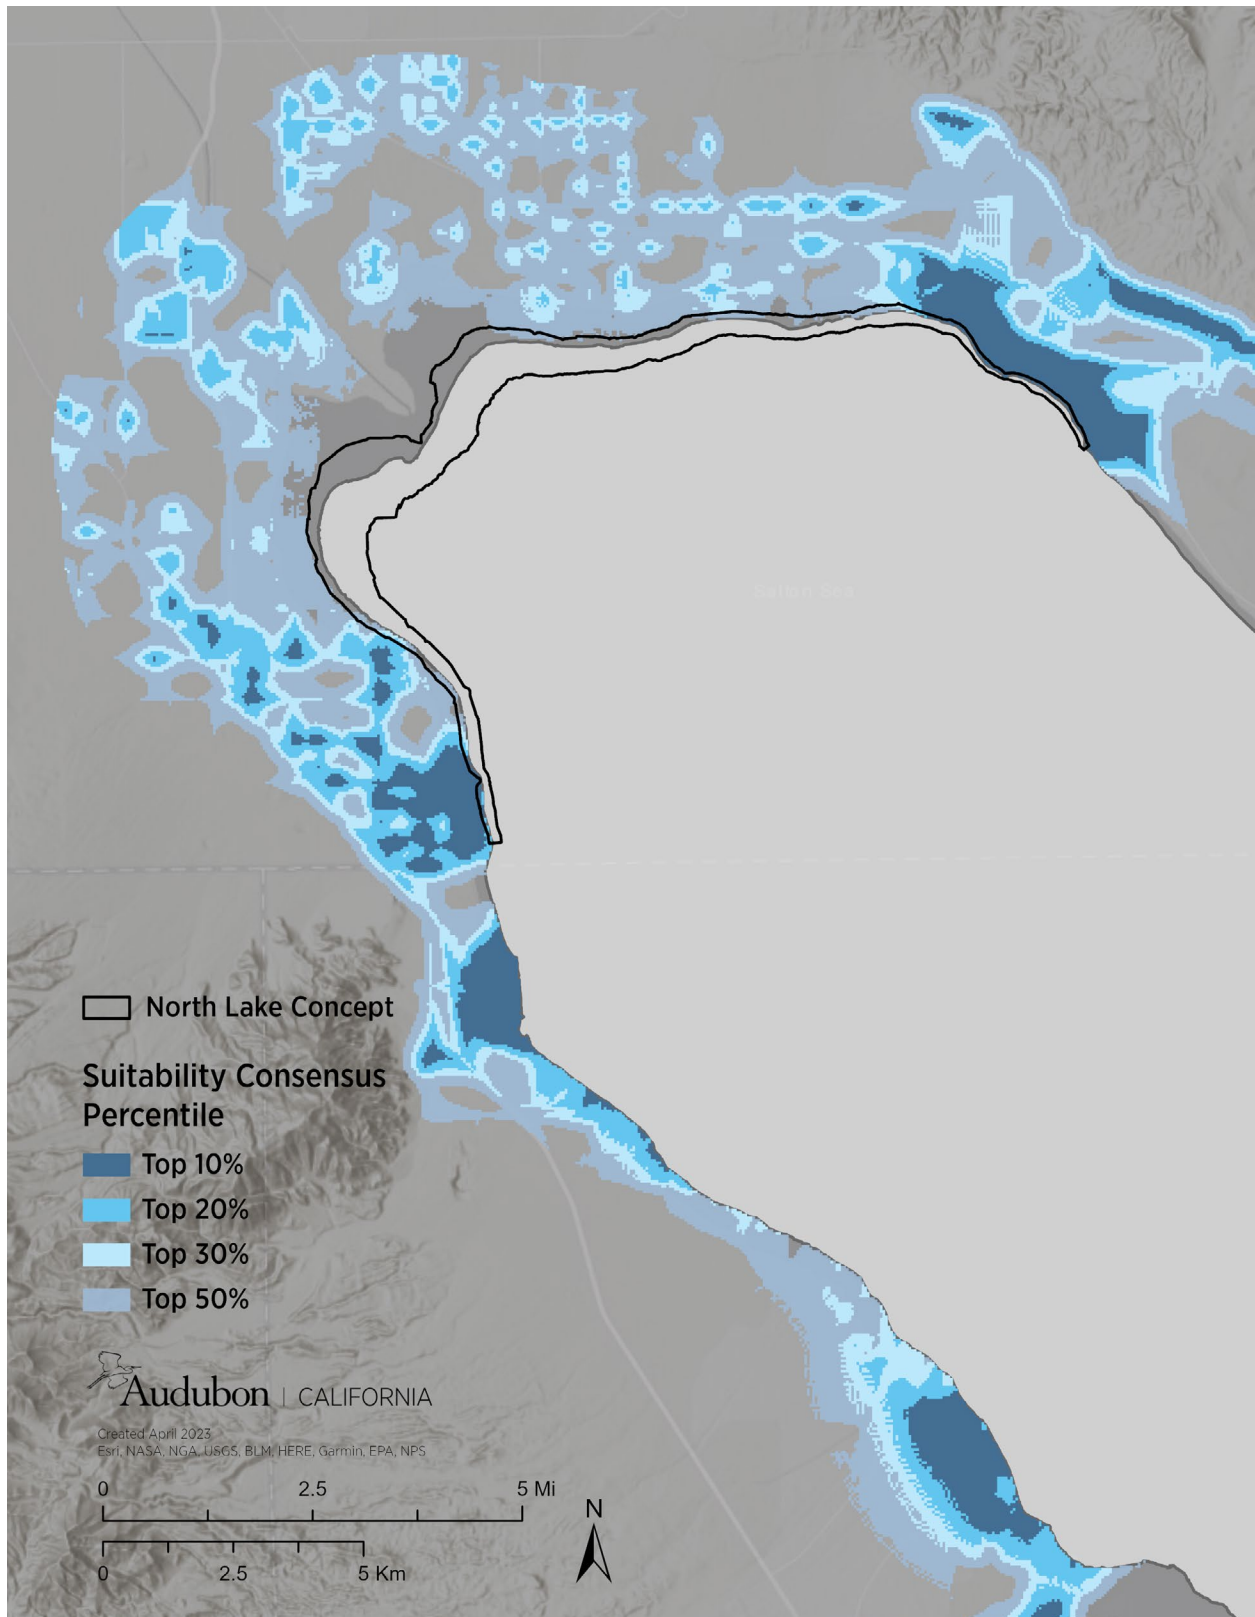 Salton Sea
North Lake Concept
Suitability Consensus
Percentile
Top 10%
Top 20%
Top 30%
Top 50%
Audubon | CALIFORNIA
Created April 2023
Esri, NASA, NGA, USGS, BLM, HERE, Garmin, EPA, NPS
0 2.5 5 Mi
N
0 2.5 5 Km